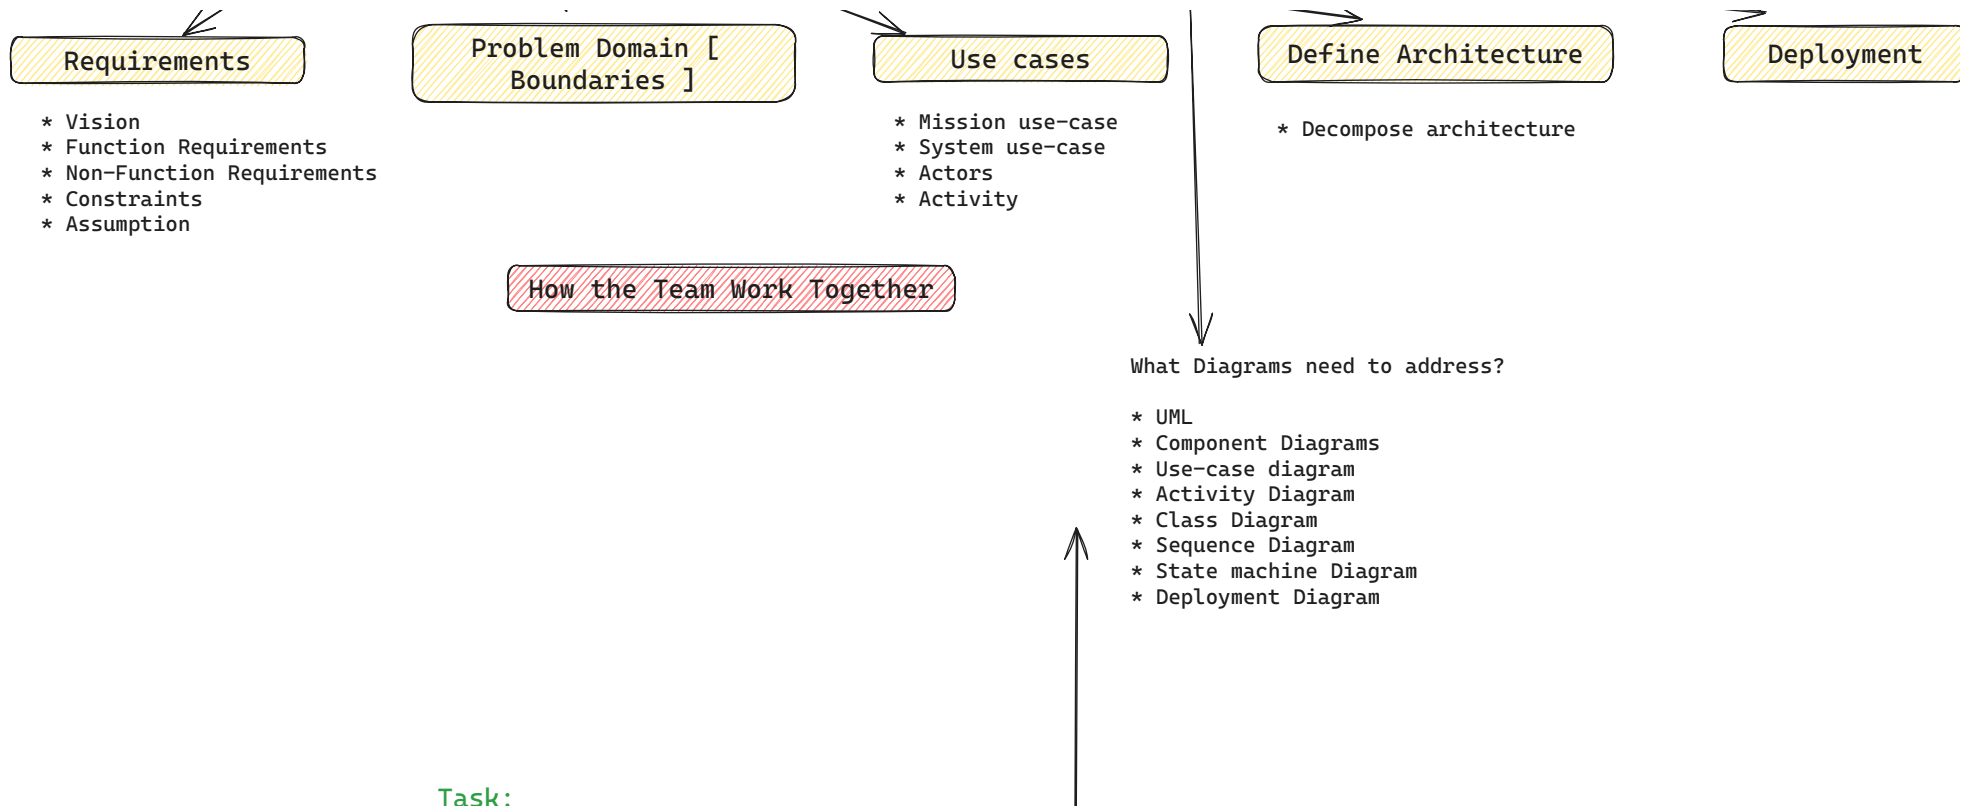 Requirements
* Vision
* Function Requirements
* Non-Function Requirements
* Constraints
* Assumption
Problem Domain [
Boundaries ]
Use cases
* Mission use-case
* System use-case
* Actors
* Activity
Define Architecture
* Decompose architecture
Deployment
How the Team Work Together
What Diagrams need to address?
* UML
* Component Diagrams
* Use-case diagram
* Activity Diagram
* Class Diagram
* Sequence Diagram
* State machine Diagram
* Deployment Diagram
Task: